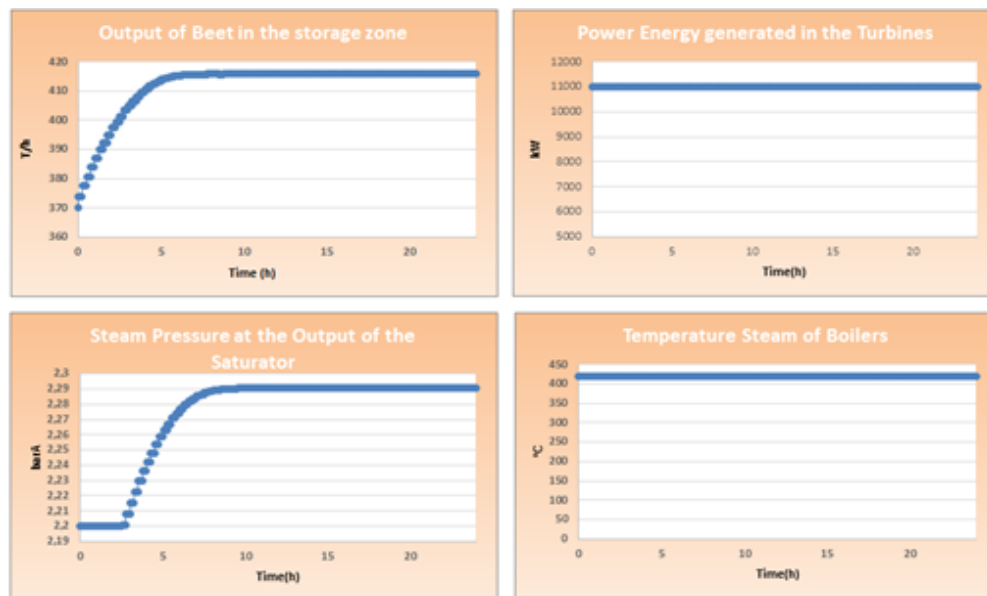 Output of Beet in the storage zone
420
410
400
390
380
370
360
T/h
0 5 10 15 20
Time (h)
Power Energy generated in the Turbines
12000
11000
10000
9000
8000
7000
6000
5000
kW
0 5 10 15 20
Time(h)
Steam Pressure at the Output of the
Saturator
2,3
2,29
2,28
2,27
2,26
2,25
2,24
2,23
2,22
2,21
2,2
2,19
barA
0 5 10 15 20
Time(h)
Temperature Steam of Boilers
450
400
350
300
250
200
150
100
50
0
ºC
0 5 10 15 20
Time(h)